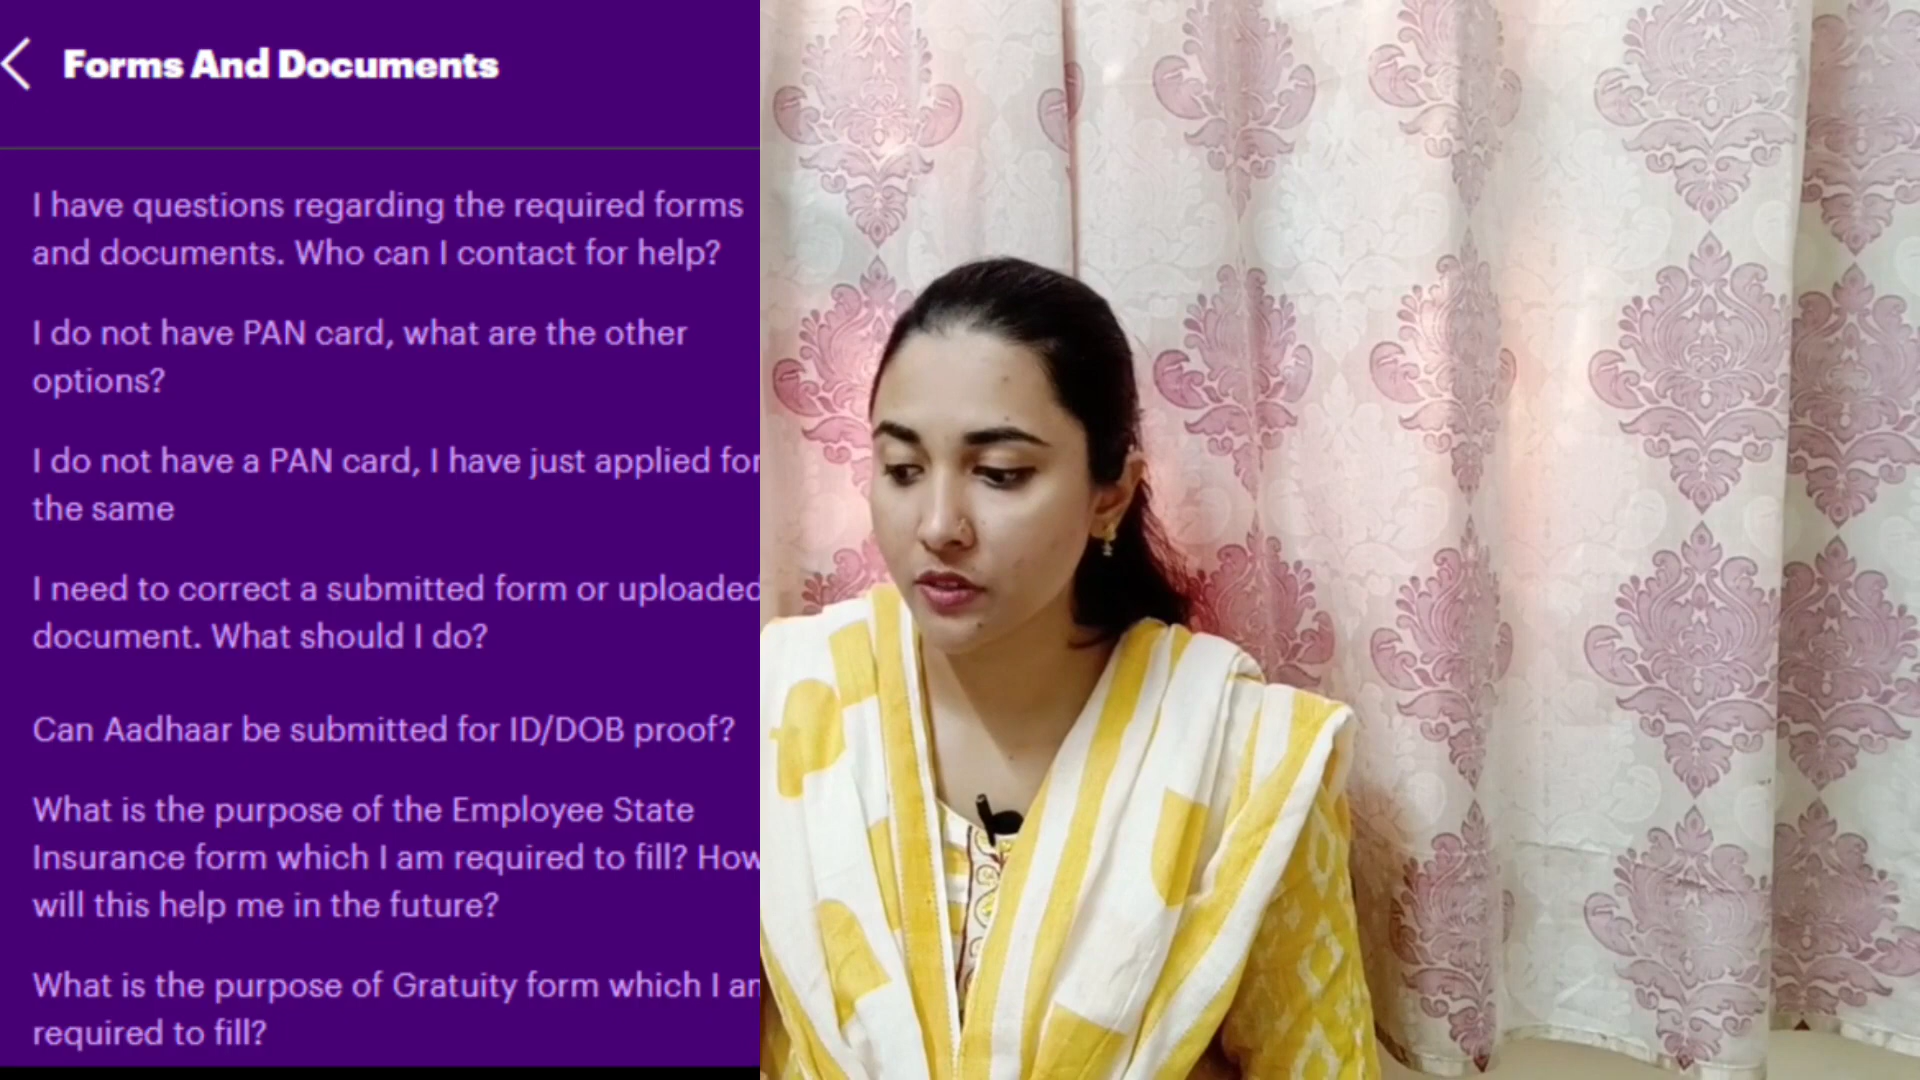 Forms And Documents
I have questions regarding the required forms
and documents. Who can I contact for help?
I do not have PAN card, what are the other
options?
I do not have a PAN card, I have just applied for
the same
I need to correct a submitted form or uploaded
document. What should I do?
Can Aadhaar be submitted for ID/DOB proof?
What is the purpose of the Employee State
Insurance form which I am required to fill? How
will this help me in the future?
What is the purpose of Gratuity form which I am
required to fill?